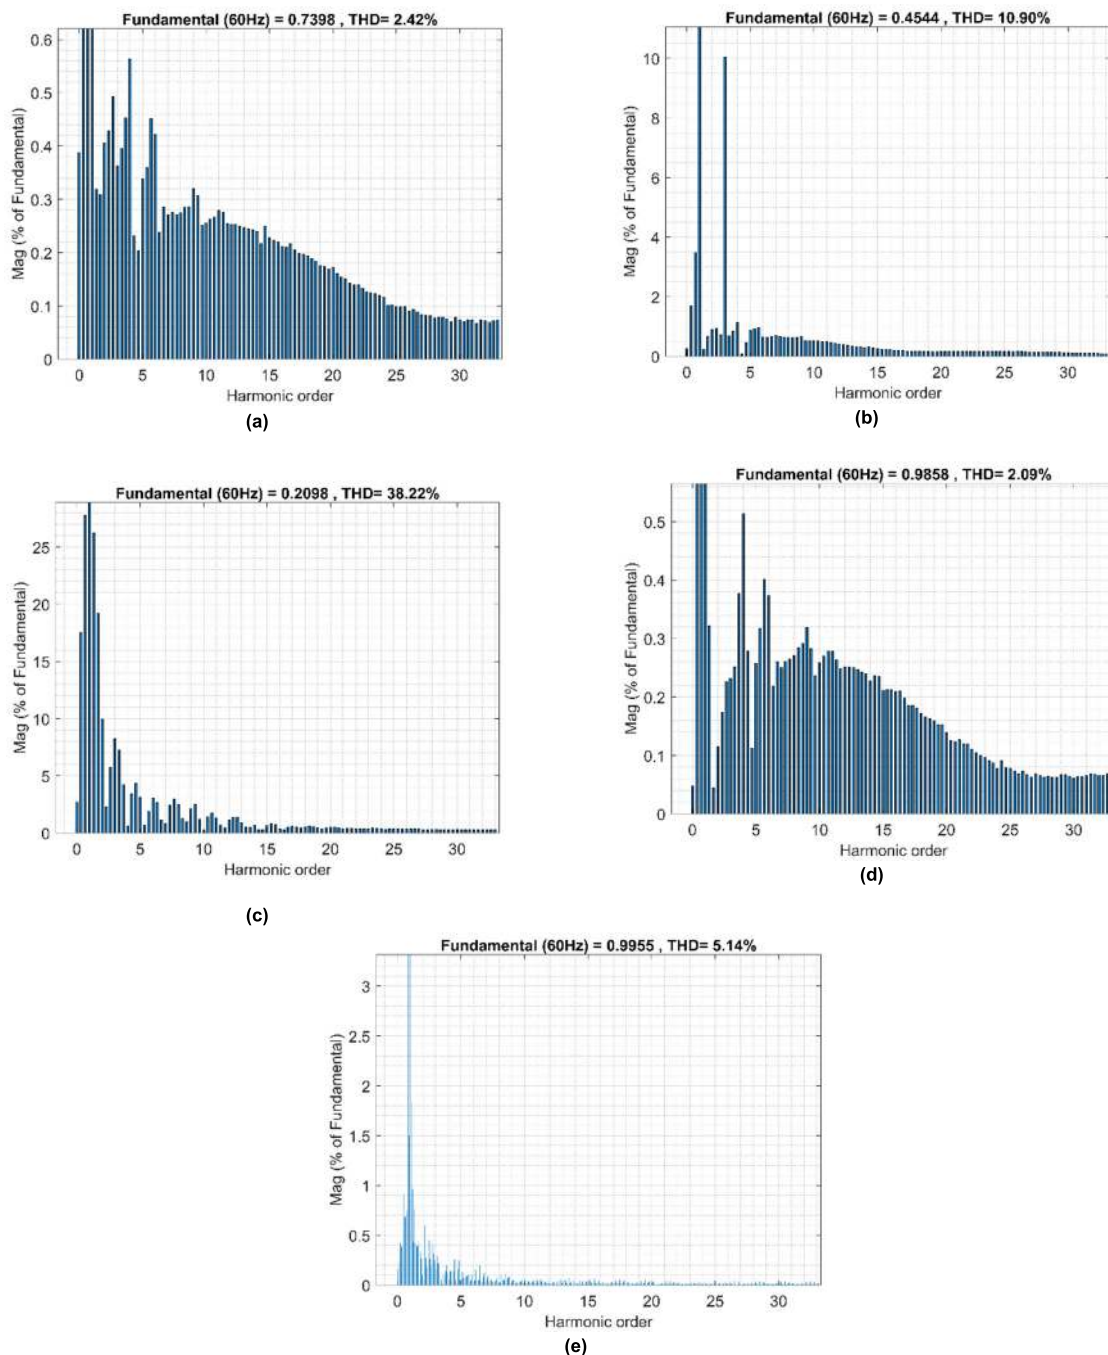 Fundamental (60Hz) = 0.7398 , THD= 2.42%
0.6
0.5
0.4
0.3
0.2
0.1
0
Mag (% of Fundamental)
0 5 10 15 20 25 30
Harmonic order
(a)
Fundamental (60Hz) = 0.4544 , THD= 10.90%
10
8
6
4
2
0
Mag (% of Fundamental)
0 5 10 15 20 25 30
Harmonic order
(b)
Fundamental (60Hz) = 0.2098 , THD= 38.22%
25
20
15
10
5
0
Mag (% of Fundamental)
0 5 10 15 20 25 30
Harmonic order
(c)
Fundamental (60Hz) = 0.9858 , THD= 2.09%
0.5
0.4
0.3
0.2
0.1
0
Mag (% of Fundamental)
0 5 10 15 20 25 30
Harmonic order
(d)
Fundamental (60Hz) = 0.9955 , THD= 5.14%
3
2.5
2
1.5
1
0.5
0
Mag (% of Fundamental)
0 5 10 15 20 25 30
Harmonic order
(e)